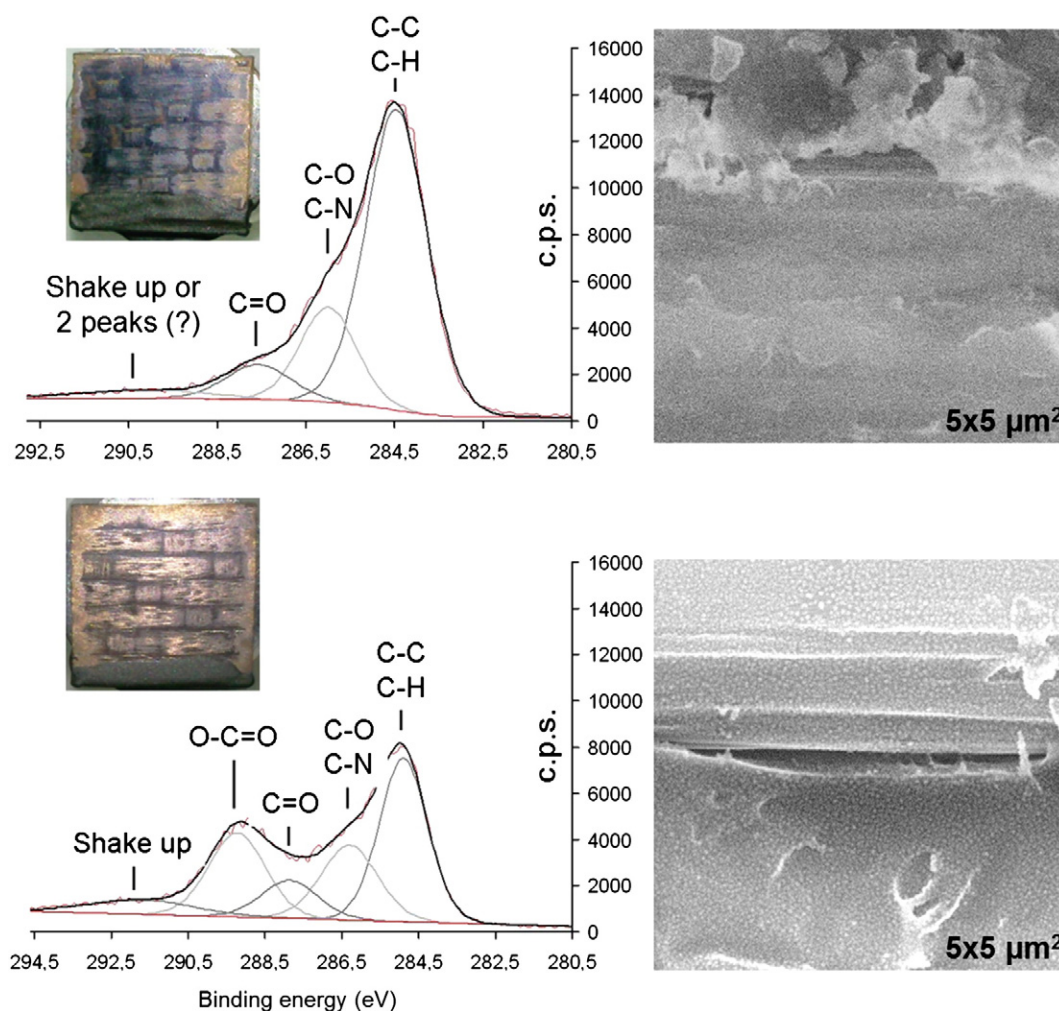 C-C
C-H
C-O
C-N
C=O
Shake up or
2 peaks (?)
c.p.s.
16000
14000
12000
10000
8000
6000
4000
2000
0
292,5 290,5 288,5 286,5 284,5 282,5 280,5
5x5 µm²
C-C
C-H
C-O
C-N
O-C=O
C=O
Shake up
c.p.s.
16000
14000
12000
10000
8000
6000
4000
2000
0
294,5 292,5 290,5 288,5 286,5 284,5 282,5 280,5
Binding energy (eV)
5x5 µm²